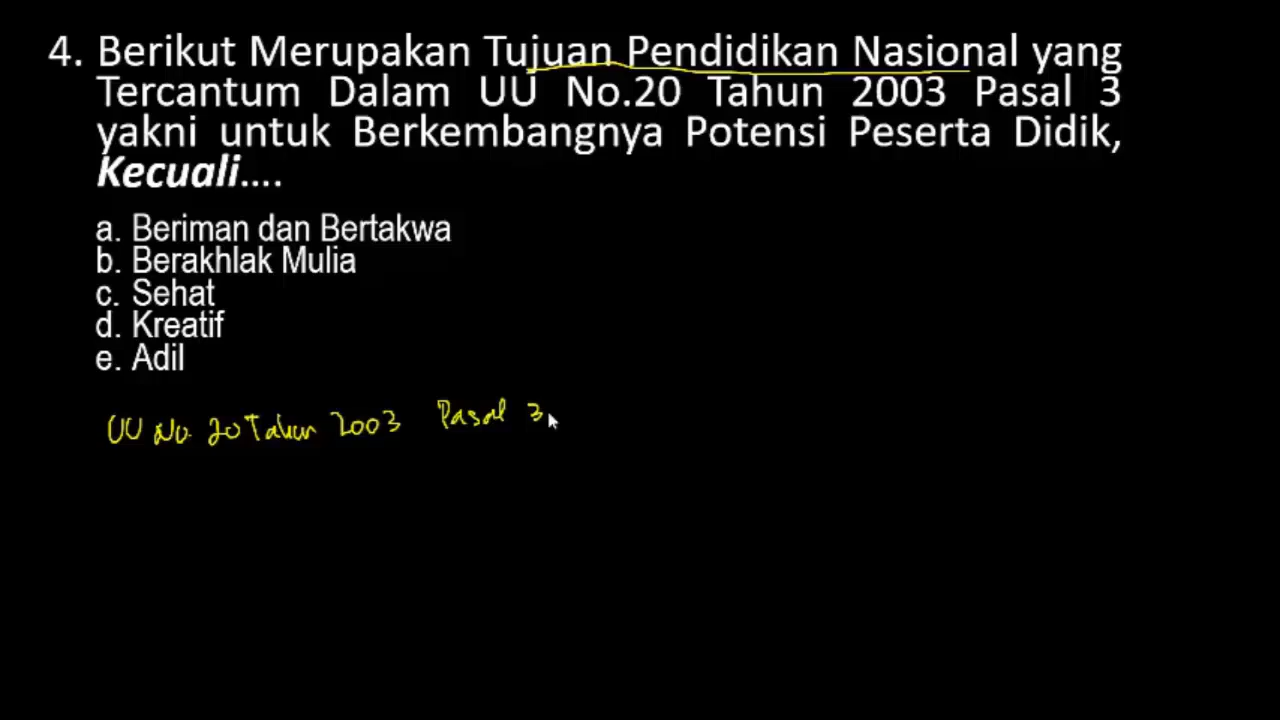 4. Berikut Merupakan Tujuan Pendidikan Nasional yang
Tercantum Dalam UU No.20 Tahun 2003 Pasal 3
yakni untuk Berkembangnya Potensi Peserta Didik,
Kecuali....
a. Beriman dan Bertakwa
b. Berakhlak Mulia
c. Sehat
d. Kreatif
e. Adil
UU No. 20 Tahun 2003 Pasal 3